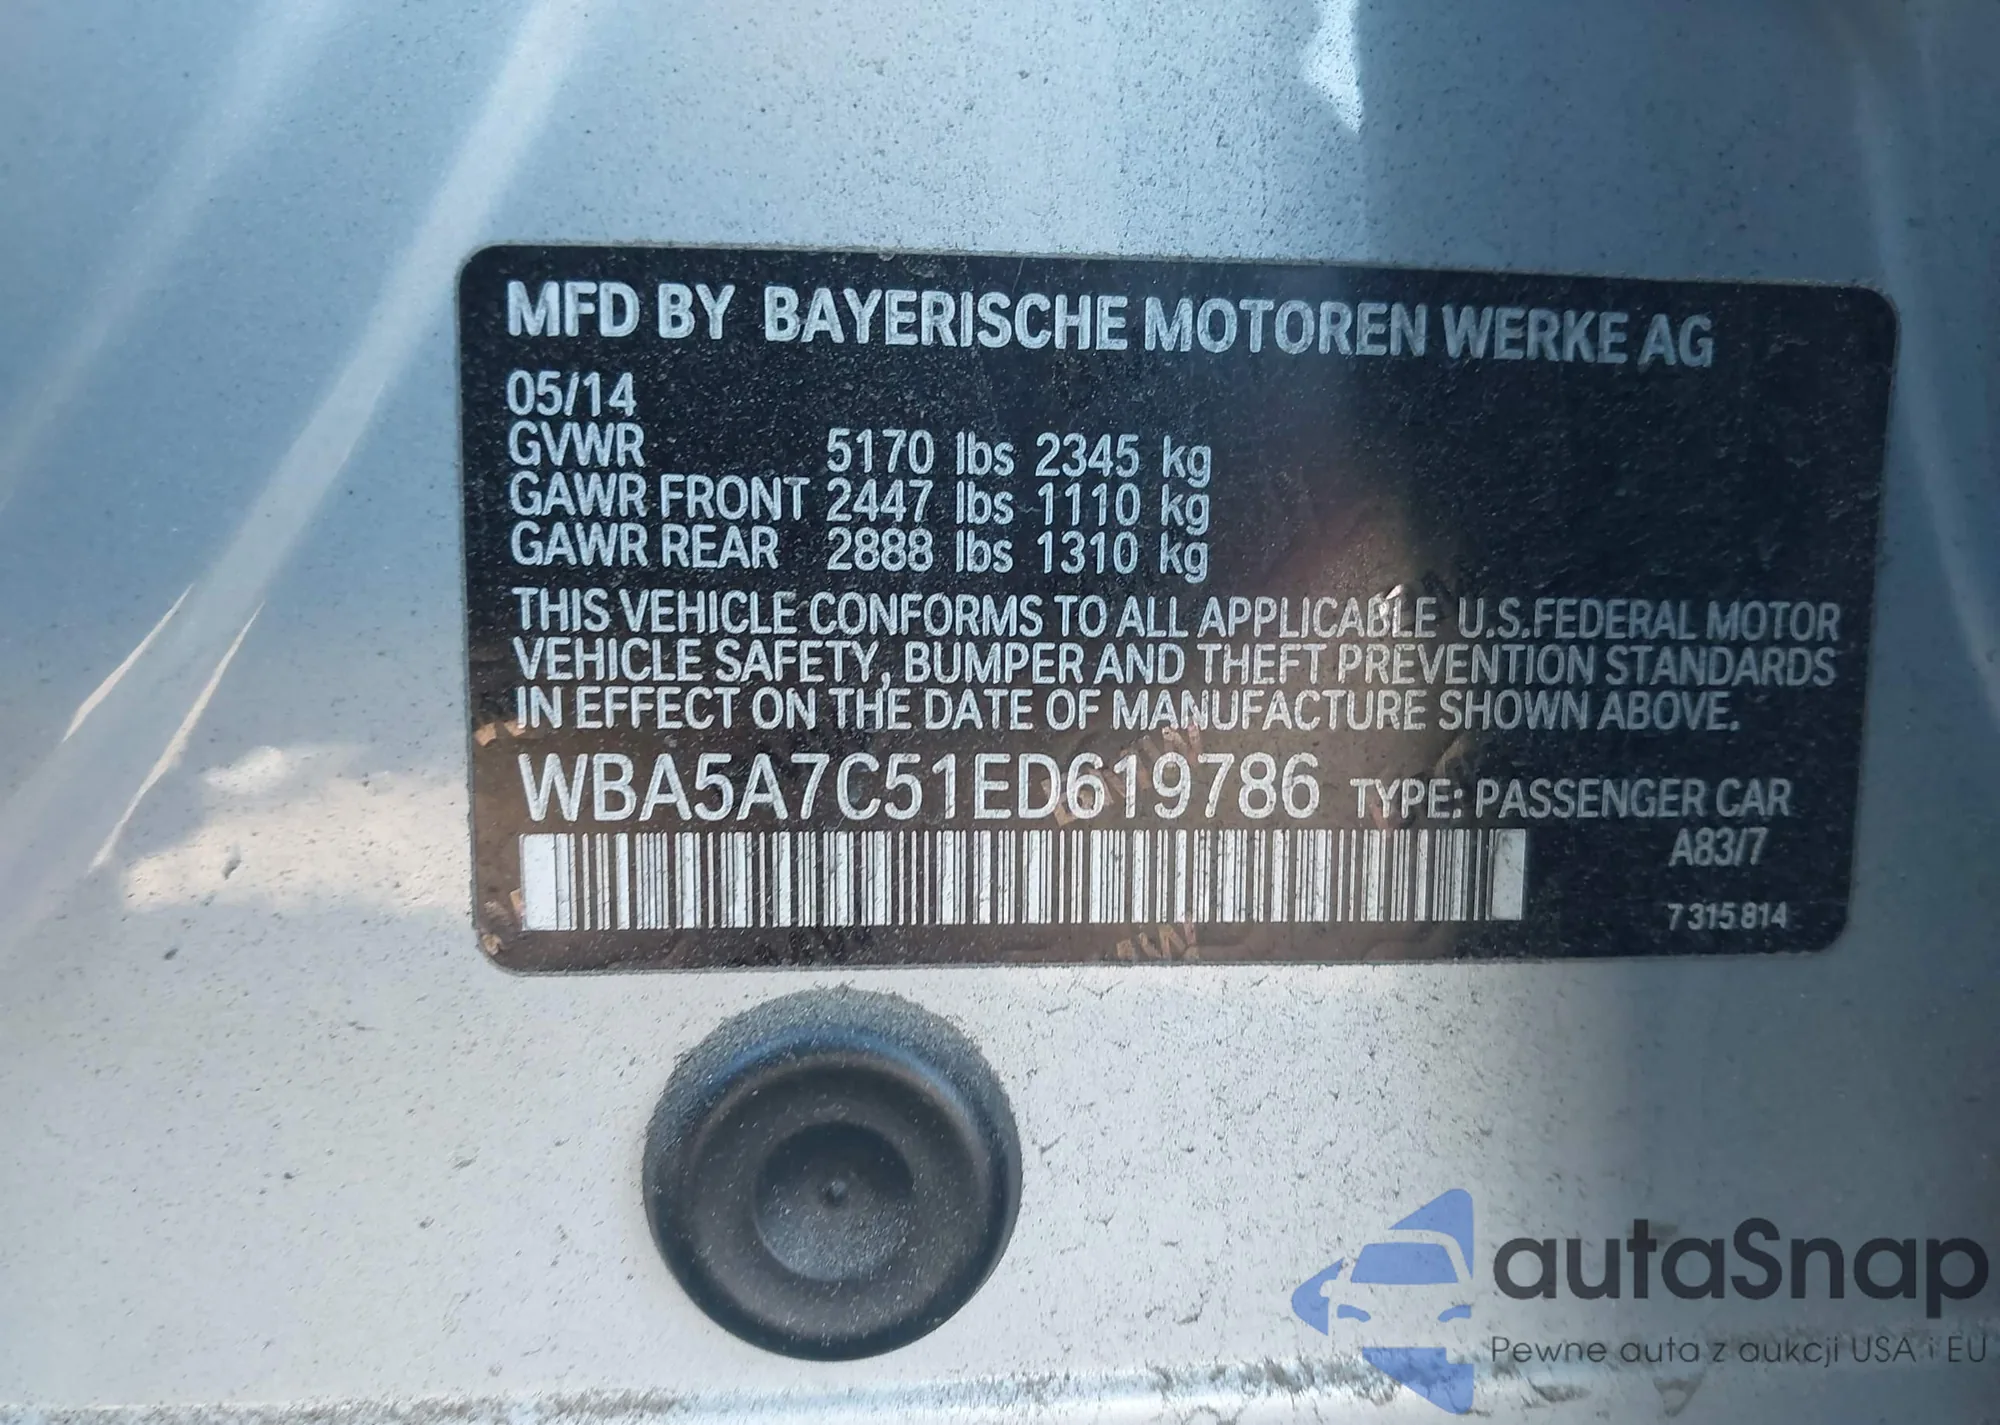 MFD BY BAYERISCHE MOTOREN WERKE AG
05/14
GVWR 5170 lbs 2345 kg
GAWR FRONT 2447 lbs 1110 kg
GAWR REAR 2888 lbs 1310 kg
THIS VEHICLE CONFORMS TO ALL APPLICABLE U.S.FEDERAL MOTOR
VEHICLE SAFETY, BUMPER AND THEFT PREVENTION STANDARDS
IN EFFECT ON THE DATE OF MANUFACTURE SHOWN ABOVE.
WBA5A7C51ED619786 TYPE: PASSENGER CAR
A83/7
7 315 814
autaSnap
Pewne auta z aukcji USA i EU